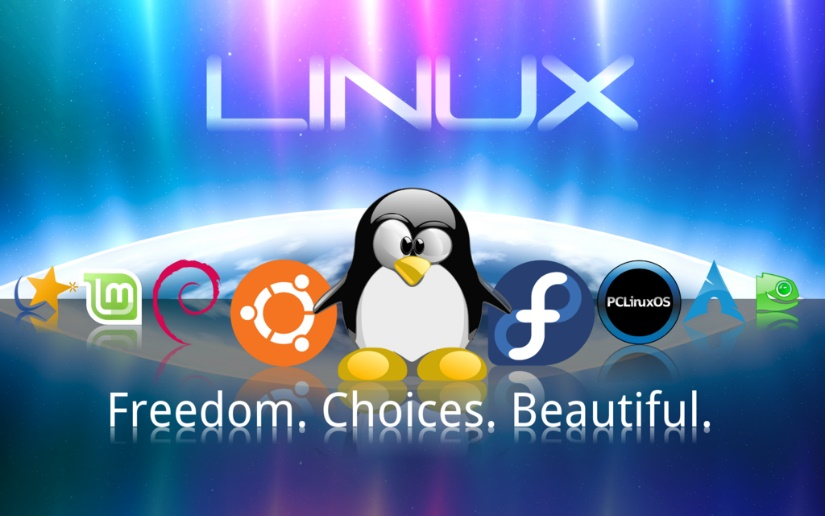 LINUX
PCLinuxOS
Freedom. Choices. Beautiful.